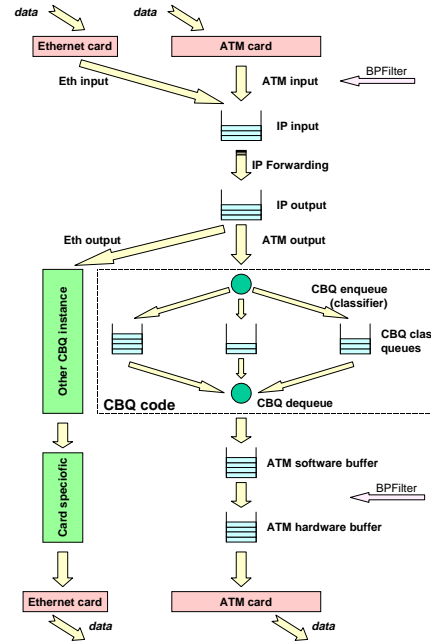 data
data
Ethernet card
ATM card
Eth input
ATM input
BPFilter
IP input
IP Forwarding
IP output
Eth output
ATM output
Other CBQ instance
CBQ enqueue
(classifier)
CBQ clas
queues
CBQ code
CBQ dequeue
Card speciofic
ATM software buffer
BPFilter
ATM hardware buffer
Ethernet card
ATM card
data
data